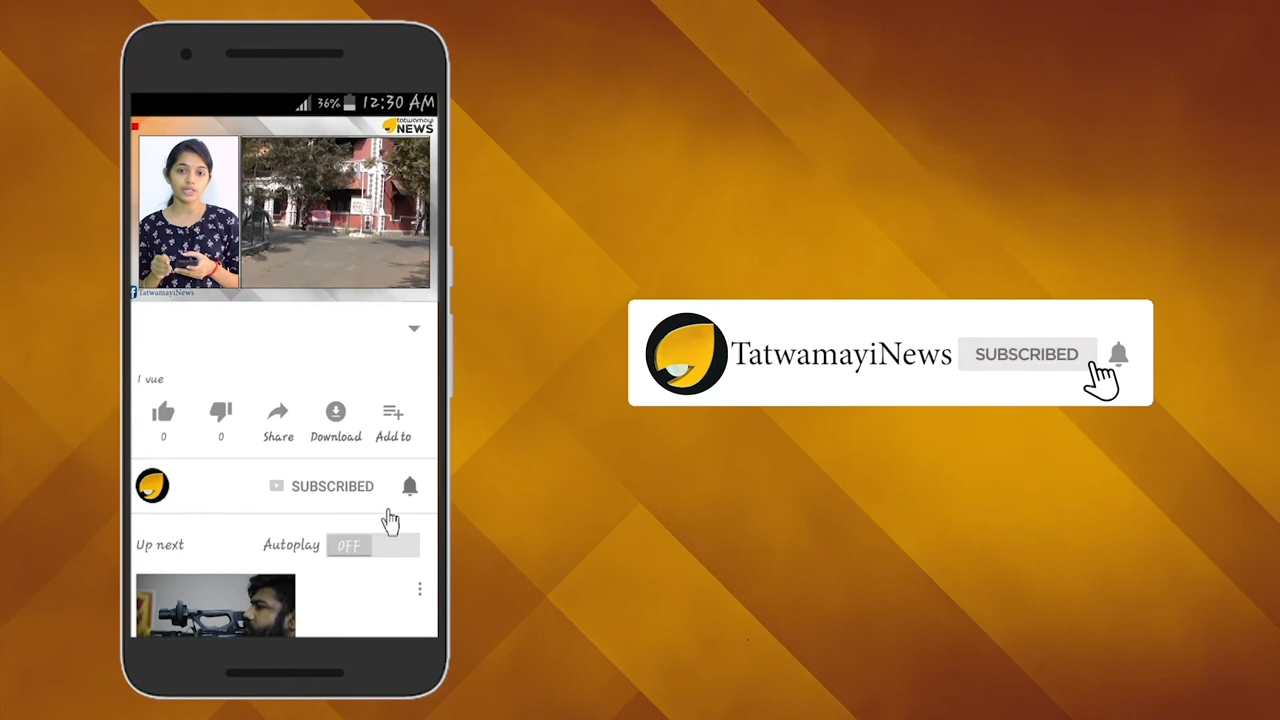 36% 12:30 AM
tatwamayi
NEWS
TatwamayiNews
1 vue
0 0 Share Download Add to
SUBSCRIBED
Up next Autoplay OFF
TatwamayiNews SUBSCRIBED